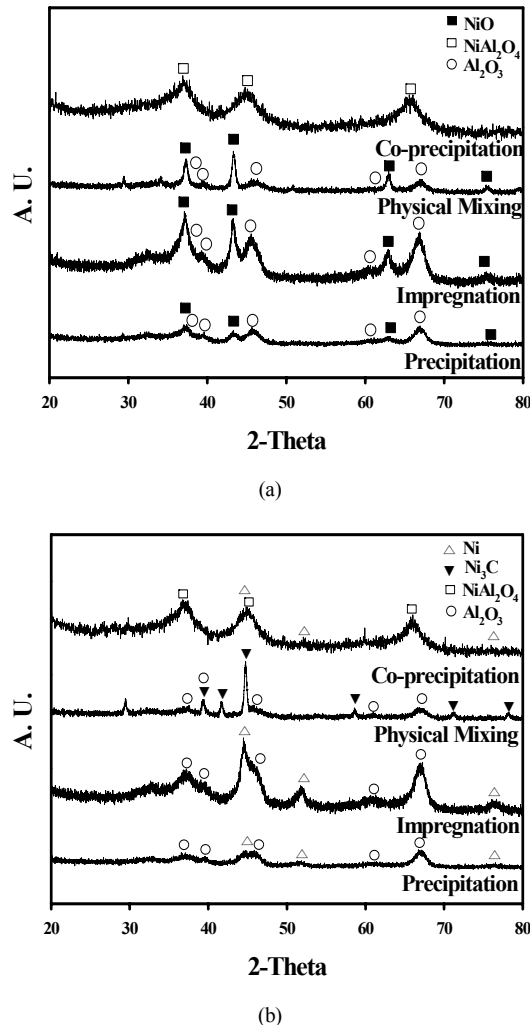 NiO
NiAl₂O₄
Al₂O₃
Co-precipitation
Physical Mixing
Impregnation
Precipitation
A. U.
20 30 40 50 60 70 80
2-Theta
(a)
Ni
Ni₃C
NiAl₂O₄
Al₂O₃
Co-precipitation
Physical Mixing
Impregnation
Precipitation
A. U.
20 30 40 50 60 70 80
2-Theta
(b)